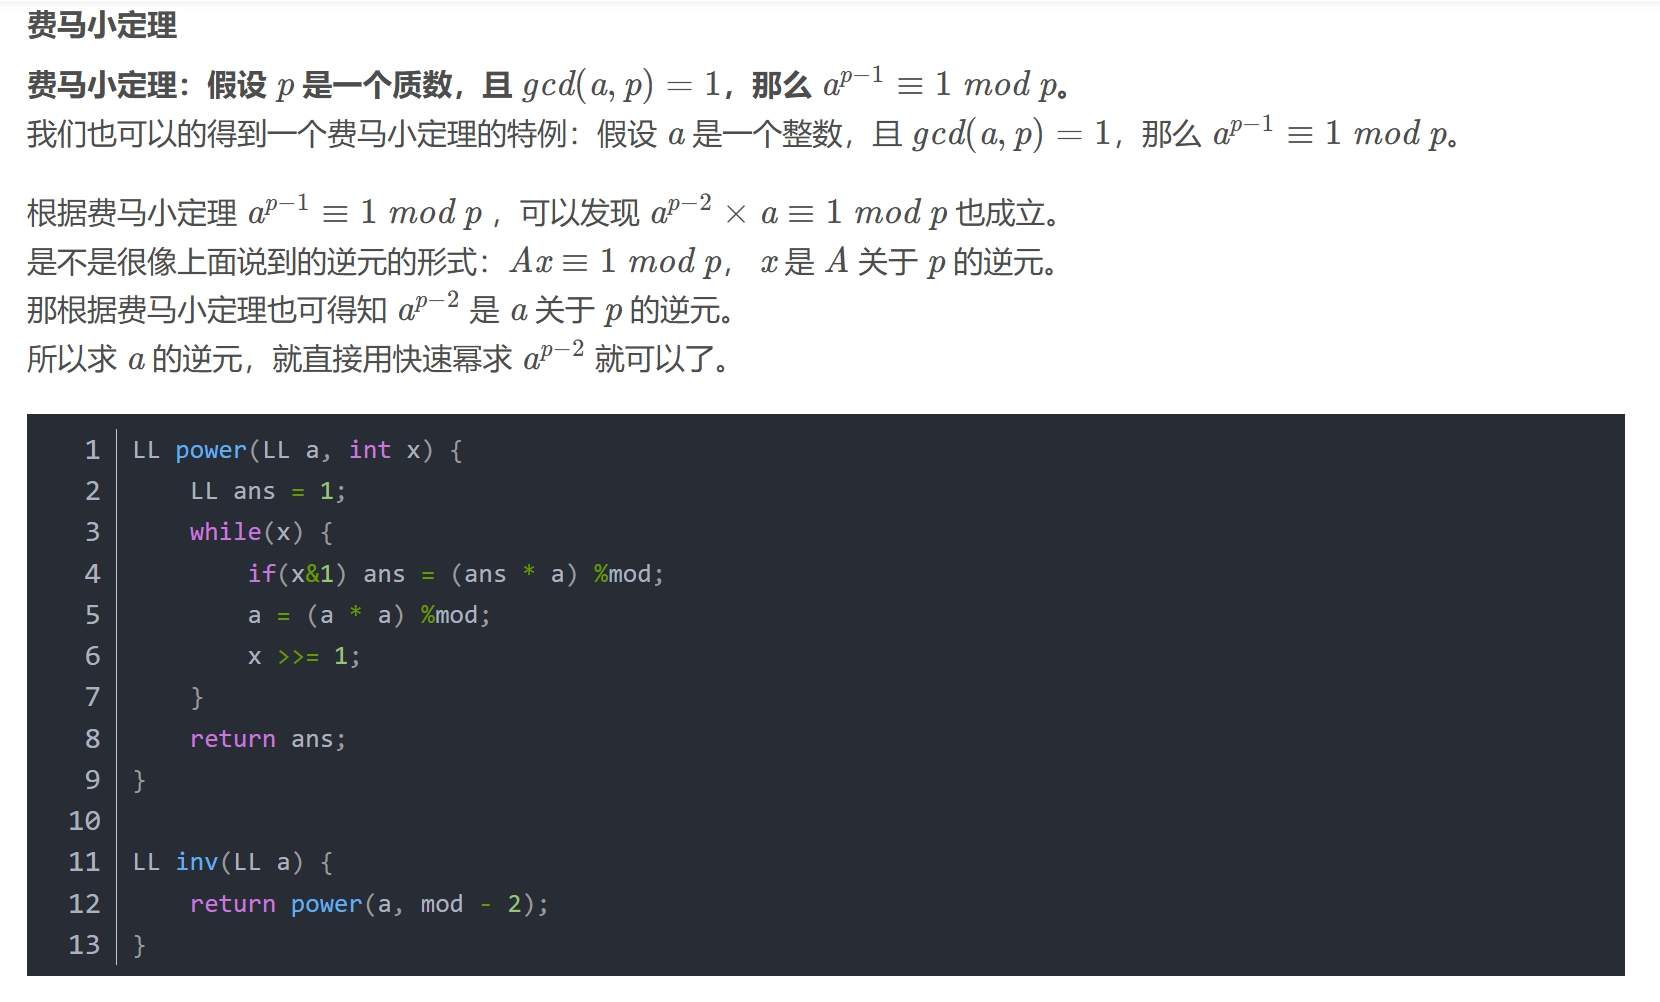 费马小定理
费马小定理：假设 p 是一个质数，且 gcd(a, p) = 1，那么 a^{p−1} ≡ 1 mod p。
我们也可以的得到一个费马小定理的特例：假设 a 是一个整数，且 gcd(a, p) = 1，那么 a^{p−1} ≡ 1 mod p。
根据费马小定理 a^{p−1} ≡ 1 mod p ，可以发现 a^{p−2} × a ≡ 1 mod p 也成立。
是不是很像上面说到的逆元的形式：Ax ≡ 1 mod p， x 是 A 关于 p 的逆元。
那根据费马小定理也可得知 a^{p−2} 是 a 关于 p 的逆元。
所以求 a 的逆元，就直接用快速幂求 a^{p−2} 就可以了。
1 LL power(LL a, int x) {
2     LL ans = 1;
3     while(x) {
4         if(x&1) ans = (ans * a) %mod;
5         a = (a * a) %mod;
6         x >>= 1;
7     }
8     return ans;
9 }
10
11 LL inv(LL a) {
12     return power(a, mod - 2);
13 }